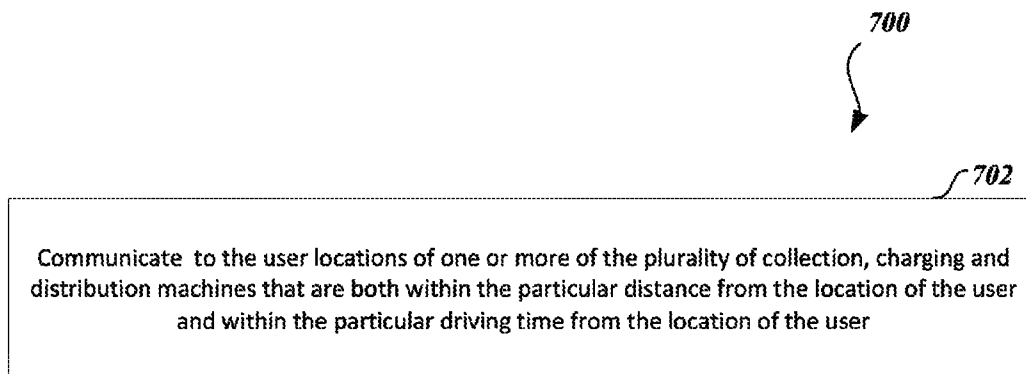 700
702
Communicate to the user locations of one or more of the plurality of collection, charging and
distribution machines that are both within the particular distance from the location of the user
and within the particular driving time from the location of the user